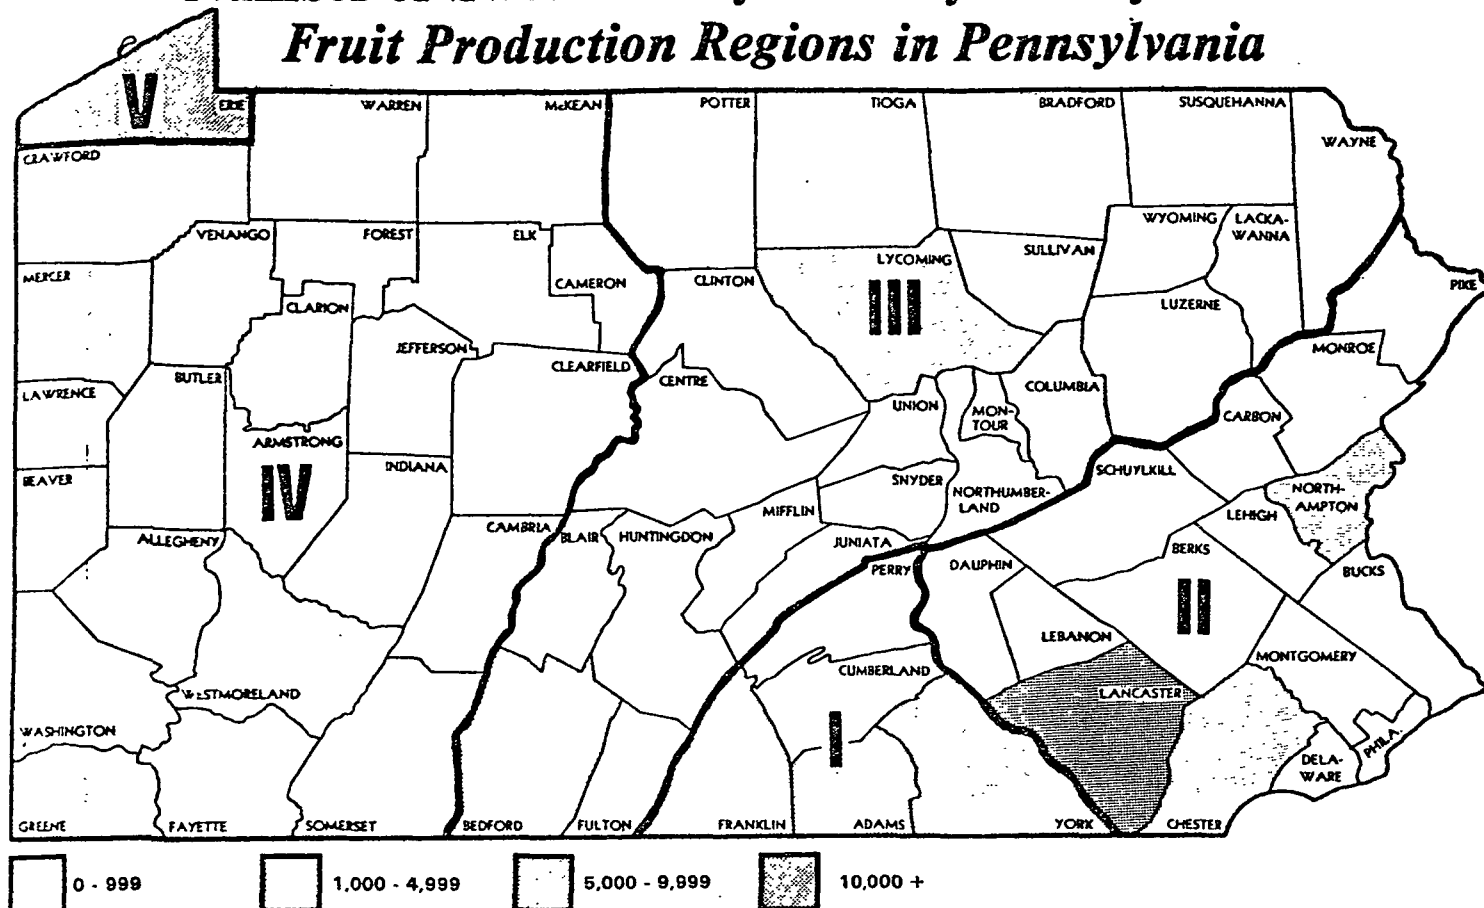 Fruit Production Regions in Pennsylvania
V
ERIE
WARREN
McKEAN
POTTER
TIOGA
BRADFORD
SUSQUEHANNA
WAYNE
CRAWFORD
VENANGO
FOREST
ELK
CAMERON
CLINTON
LYCOMING
III
SULLIVAN
WYOMING
LACKA-
WANNA
LUZERNE
PIKE
MERCER
CLARION
JEFFERSON
CLEARFIELD
CENTRE
UNION
MON-
TOUR
COLUMBIA
MONROE
CARBON
LAWRENCE
BUTLER
ARMSTRONG
IV
INDIANA
SNYDER
NORTHUMBER-
LAND
SCHUYLKILL
NORTH-
AMPTON
LEHIGH
BEAVER
ALLEGHENY
CAMBRIA
BLAIR
HUNTINGDON
MIFFLIN
JUNIATA
PERRY
DAUPHIN
BERKS
II
BUCKS
LEBANON
MONTGOMERY
WASHINGTON
WESTMORELAND
CUMBERLAND
LANCASTER
I
DELA-
WARE
PHILA.
GREENE
FAYETTE
SOMERSET
BEDFORD
FULTON
FRANKLIN
ADAMS
YORK
CHESTER
0 - 999
1,000 - 4,999
5,000 - 9,999
10,000 +